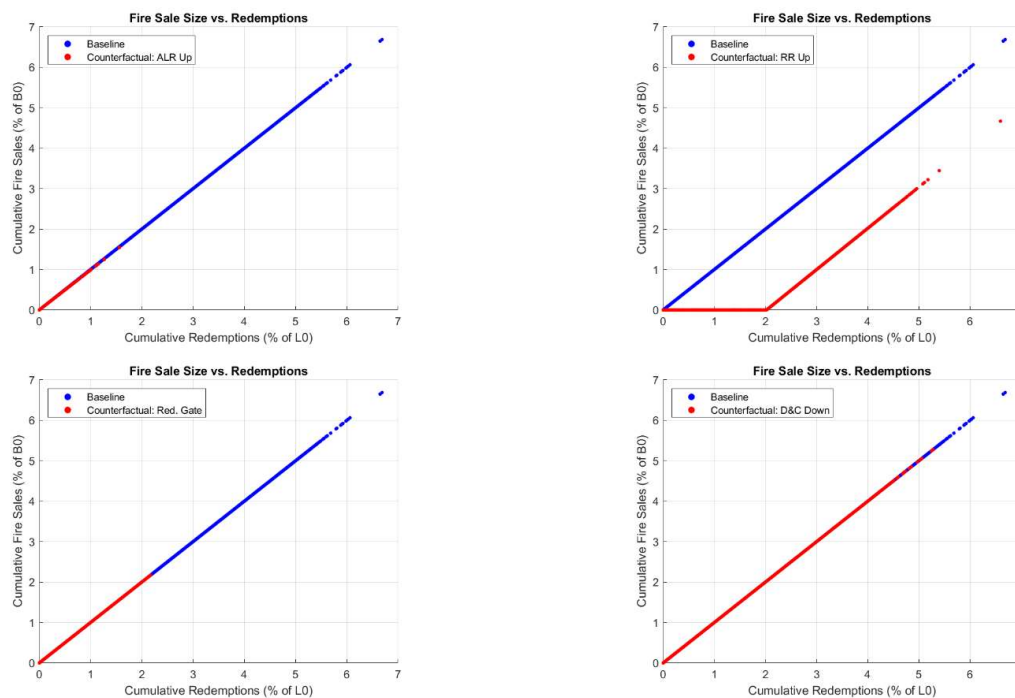 Fire Sale Size vs. Redemptions
Baseline
Counterfactual: ALR Up
Cumulative Fire Sales (% of B0)
7
6
5
4
3
2
1
0
0 1 2 3 4 5 6 7
Cumulative Redemptions (% of L0)
Fire Sale Size vs. Redemptions
Baseline
Counterfactual: RR Up
Cumulative Fire Sales (% of B0)
7
6
5
4
3
2
1
0
0 1 2 3 4 5 6
Cumulative Redemptions (% of L0)
Fire Sale Size vs. Redemptions
Baseline
Counterfactual: Red. Gate
Cumulative Fire Sales (% of B0)
7
6
5
4
3
2
1
0
0 1 2 3 4 5 6 7
Cumulative Redemptions (% of L0)
Fire Sale Size vs. Redemptions
Baseline
Counterfactual: D&C Down
Cumulative Fire Sales (% of B0)
7
6
5
4
3
2
1
0
0 1 2 3 4 5 6
Cumulative Redemptions (% of L0)